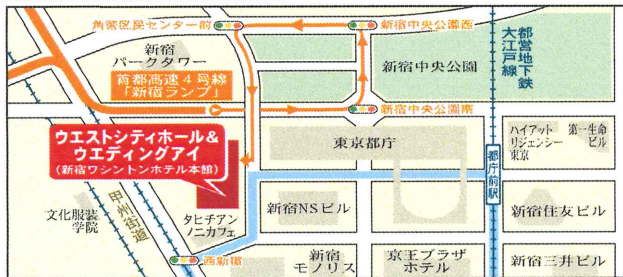 角筈区民センター前
新宿中央公園西
新宿
パークタワー
新宿中央公園
都営地下鉄
大江戸線
首都高速4号線
「新宿ランプ」
新宿中央公園南
ウエストシティホール&
ウエディングアイ
(新宿ワシントンホテル本館)
東京都庁
ハイアット
リジェンシー
東京
第一生命
ビル
都庁前駅
甲州街道
文化服装
学院
タヒチアン
ノニカフェ
新宿NSビル
新宿住友ビル
西新宿
新宿
モノリス
京王プラザ
ホテル
新宿三井ビル